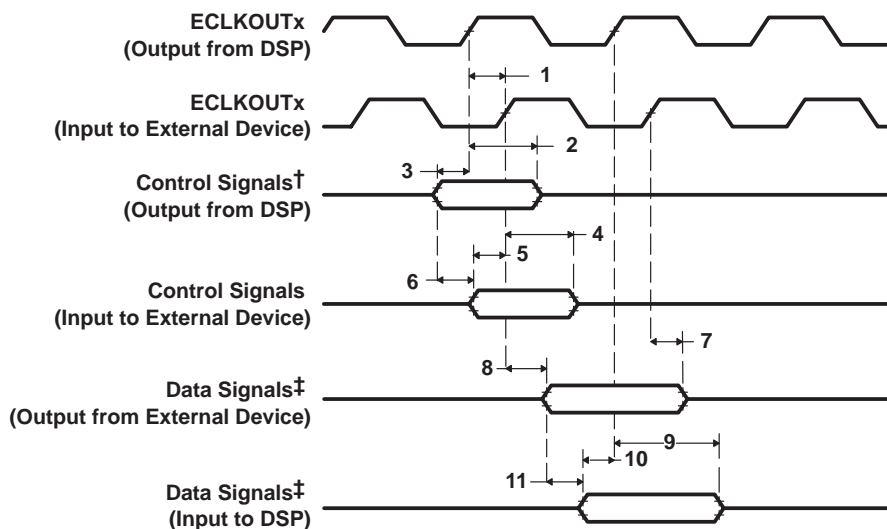 ECLKOUTx
(Output from DSP)
1
ECLKOUTx
(Input to External Device)
2
3
Control Signals†
(Output from DSP)
4
5
6
Control Signals
(Input to External Device)
7
8
Data Signals‡
(Output from External Device)
9
10
11
Data Signals‡
(Input to DSP)